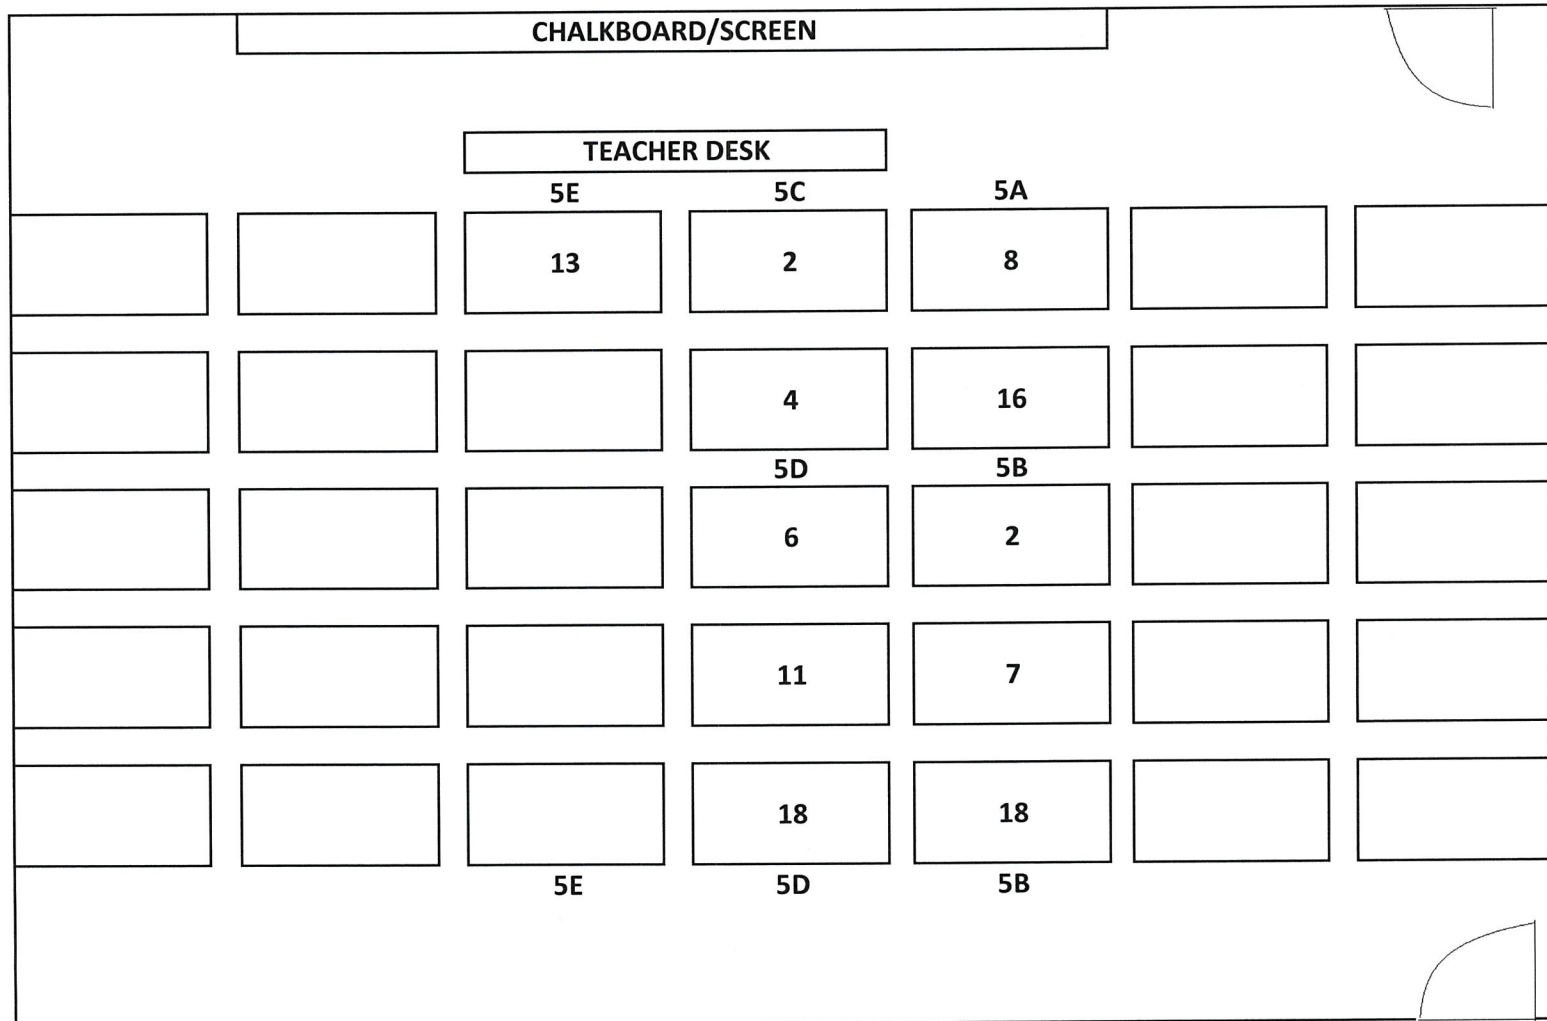 CHALKBOARD/SCREEN
TEACHER DESK
5E 5C 5A
13 2 8
4 16
5D 5B
6 2
11 7
18 18
5E 5D 5B